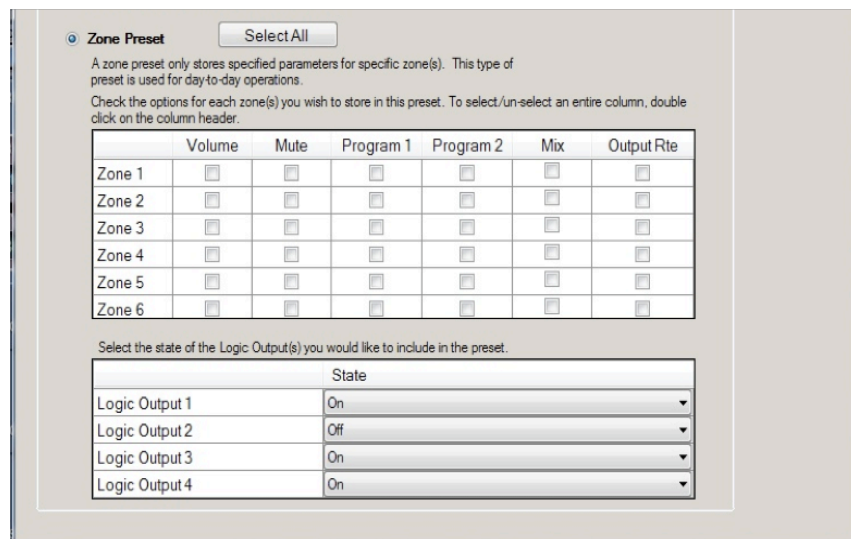 Zone Preset Select All
A zone preset only stores specified parameters for specific zone(s). This type of
preset is used for day-to-day operations.
Check the options for each zone(s) you wish to store in this preset. To select/un-select an entire column, double
click on the column header.
Volume Mute Program 1 Program 2 Mix Output Rte
Zone 1
Zone 2
Zone 3
Zone 4
Zone 5
Zone 6
Select the state of the Logic Output(s) you would like to include in the preset.
State
Logic Output 1 On
Logic Output 2 Off
Logic Output 3 On
Logic Output 4 On